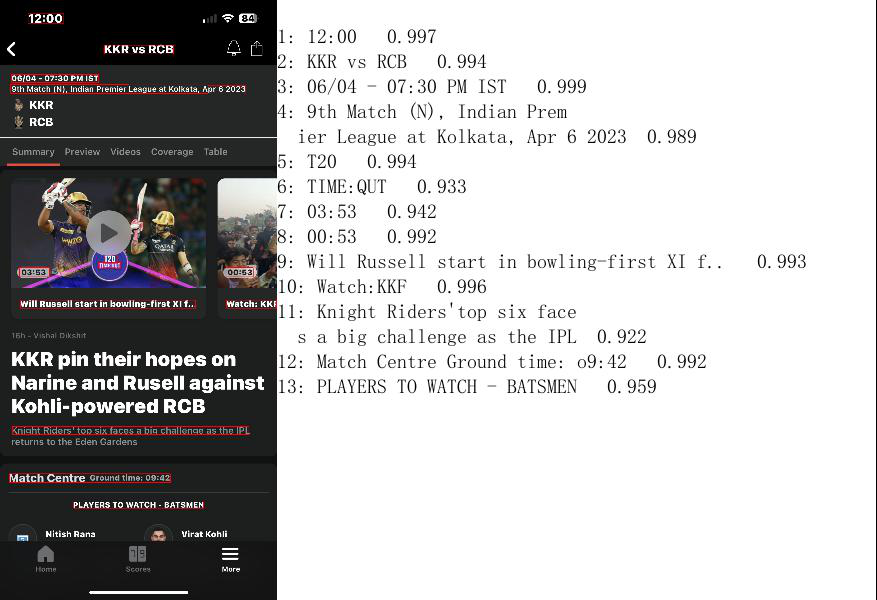 12:00
84
KKR vs RCB
06/04 - 07:30 PM IST
9th Match (N), Indian Premier League at Kolkata, Apr 6 2023
KKR
RCB
Summary Preview Videos Coverage Table
T20
TIME:OUT
03:53
00:53
Will Russell start in bowling-first XI f..
Watch: KKF
16h - Vishal Dikshit
KKR pin their hopes on
Narine and Rusell against
Kohli-powered RCB
Knight Riders' top six faces a big challenge as the IPL
returns to the Eden Gardens
Match Centre Ground time: 09:42
PLAYERS TO WATCH - BATSMEN
Nitish Rana Virat Kohli
Home Scores More
1: 12:00 0.997
2: KKR vs RCB 0.994
3: 06/04 - 07:30 PM IST 0.999
4: 9th Match (N), Indian Prem
ier League at Kolkata, Apr 6 2023 0.989
5: T20 0.994
6: TIME:QUT 0.933
7: 03:53 0.942
8: 00:53 0.992
9: Will Russell start in bowling-first XI f.. 0.993
10: Watch:KKF 0.996
11: Knight Riders'top six face
s a big challenge as the IPL 0.922
12: Match Centre Ground time: o9:42 0.992
13: PLAYERS TO WATCH - BATSMEN 0.959